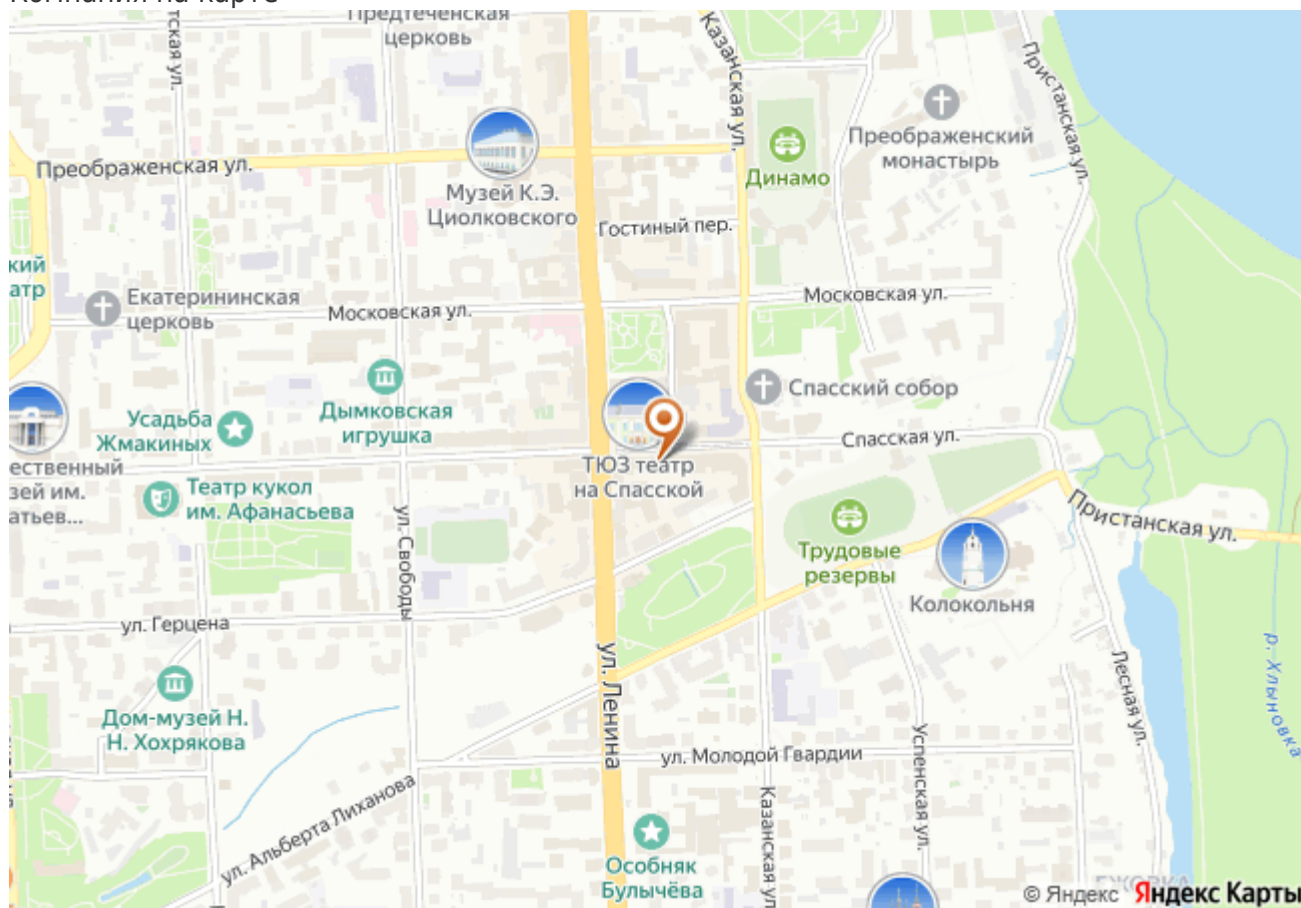 Компания на карте
Предтеченская
церковь
Казанская ул.
Пристанская ул.
Преображенский
монастырь
Преображенская ул.
Динамо
Музей К.Э.
Циолковского
Гостиный пер.
Екатерининская
церковь
Московская ул.
Московская ул.
Дымковская
игрушка
Спасский собор
Усадьба
Жмакиных
Спасская ул.
ТЮЗ театр
на Спасской
Театр кукол
им. Афанасьева
ул. Свободы
Трудовые
резервы
Пристанская ул.
Колокольня
ул. Герцена
ул. Ленина
р. Хлыновка
Лесная ул.
Дом-музей Н.
Н. Хохрякова
ул. Молодой Гвардии
Успенская ул.
ул. Альберта Лиханова
Казанская ул
Особняк
Булычёва
© Яндекс Яндекс Карты